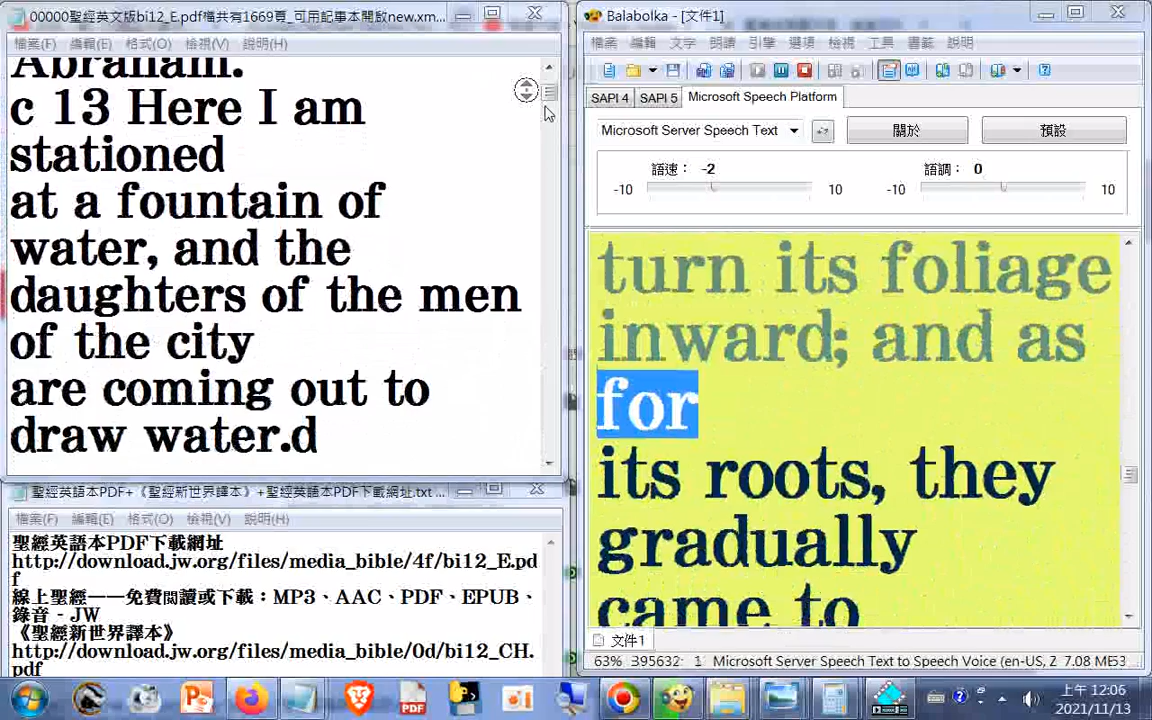 00000聖經英文版bi12_E.pdf檔共有1669頁_可用記事本開啟new.xm...
檔案(F) 編輯(E) 格式(O) 檢視(V) 說明(H)
Abraham.
c 13 Here I am
stationed
at a fountain of
water, and the
daughters of the men
of the city
are coming out to
draw water.d
聖經英語本PDF+《聖經新世界譯本》+聖經英語本PDF下載網址.txt ...
檔案(F) 編輯(E) 格式(O) 檢視(V) 說明(H)
聖經英語本PDF下載網址
http://download.jw.org/files/media_bible/4f/bi12_E.pd
f
線上聖經——免費閱讀或下載：MP3、AAC、PDF、EPUB、
錄音 - JW
《聖經新世界譯本》
http://download.jw.org/files/media_bible/0d/bi12_CH.
pdf
Balabolka - [文件1]
檔案 編輯 文字 朗讀 引擎 選項 檢視 工具 書籤 說明
SAPI 4 SAPI 5 Microsoft Speech Platform
Microsoft Server Speech Text 關於 預設
語速： -2 語調： 0
-10 10 -10 10
turn its foliage
inward; and as
for
its roots, they
gradually
came to
文件1
63% 395632: 1 Microsoft Server Speech Text to Speech Voice (en-US, Z 7.08 ME53
上午 12:06
2021/11/13